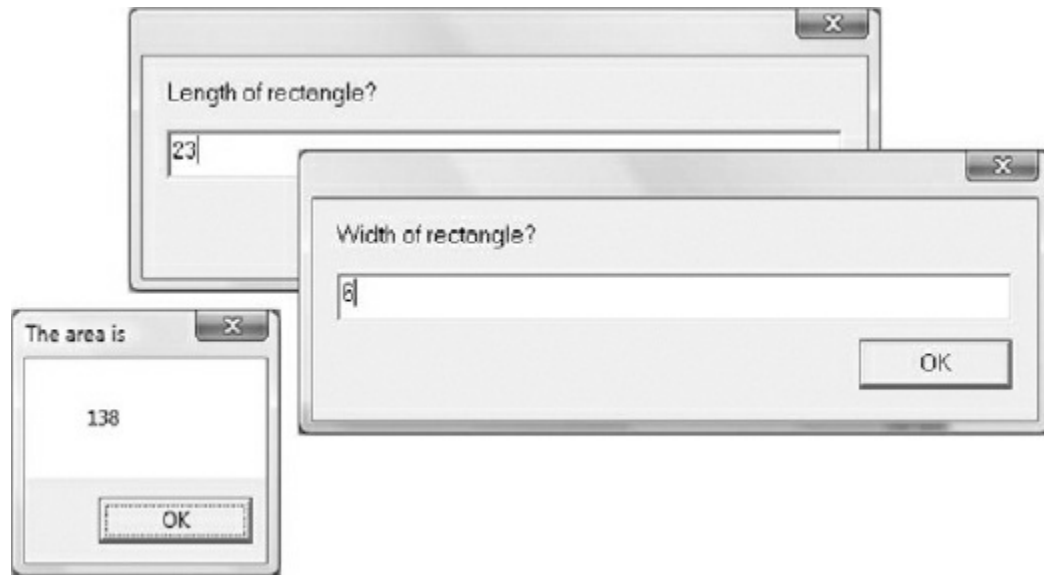 Length of rectangle?
23
Width of rectangle?
6
OK
The area is
138
OK